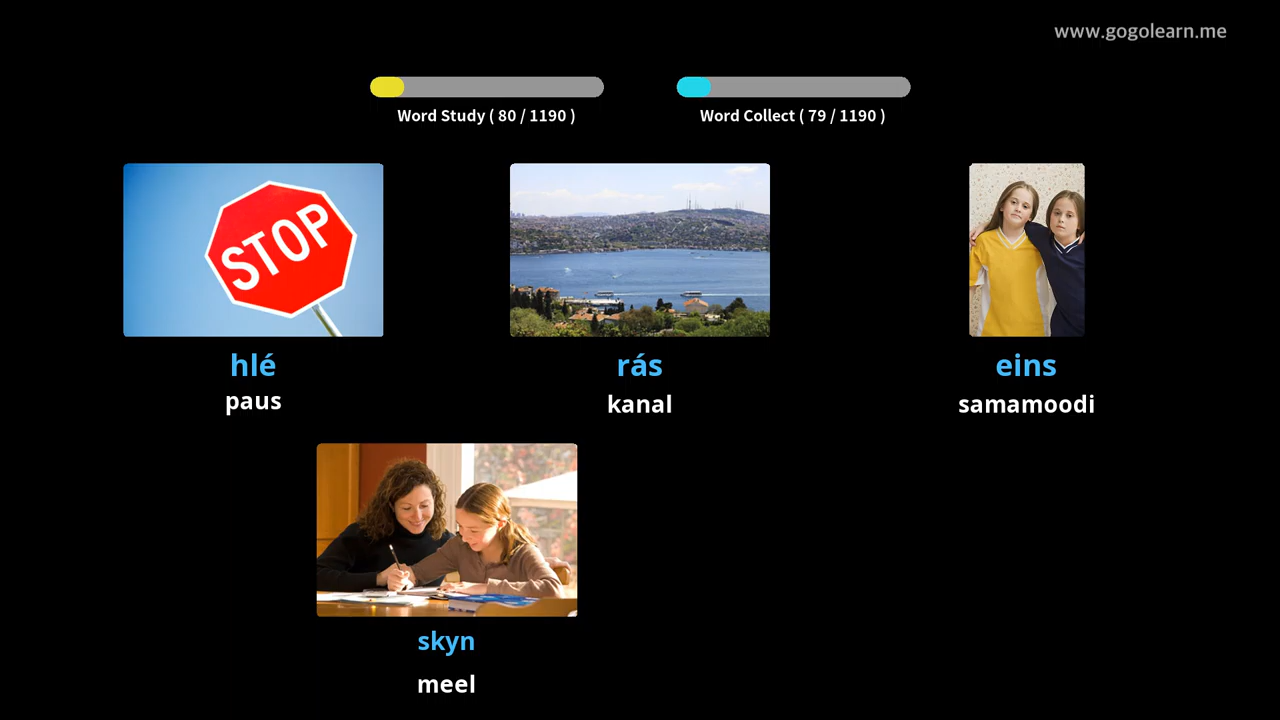 www.gogolearn.me
Word Study ( 80 / 1190 )
Word Collect ( 79 / 1190 )
STOP
hlé
paus
rás
kanal
eins
samamoodi
skyn
meel